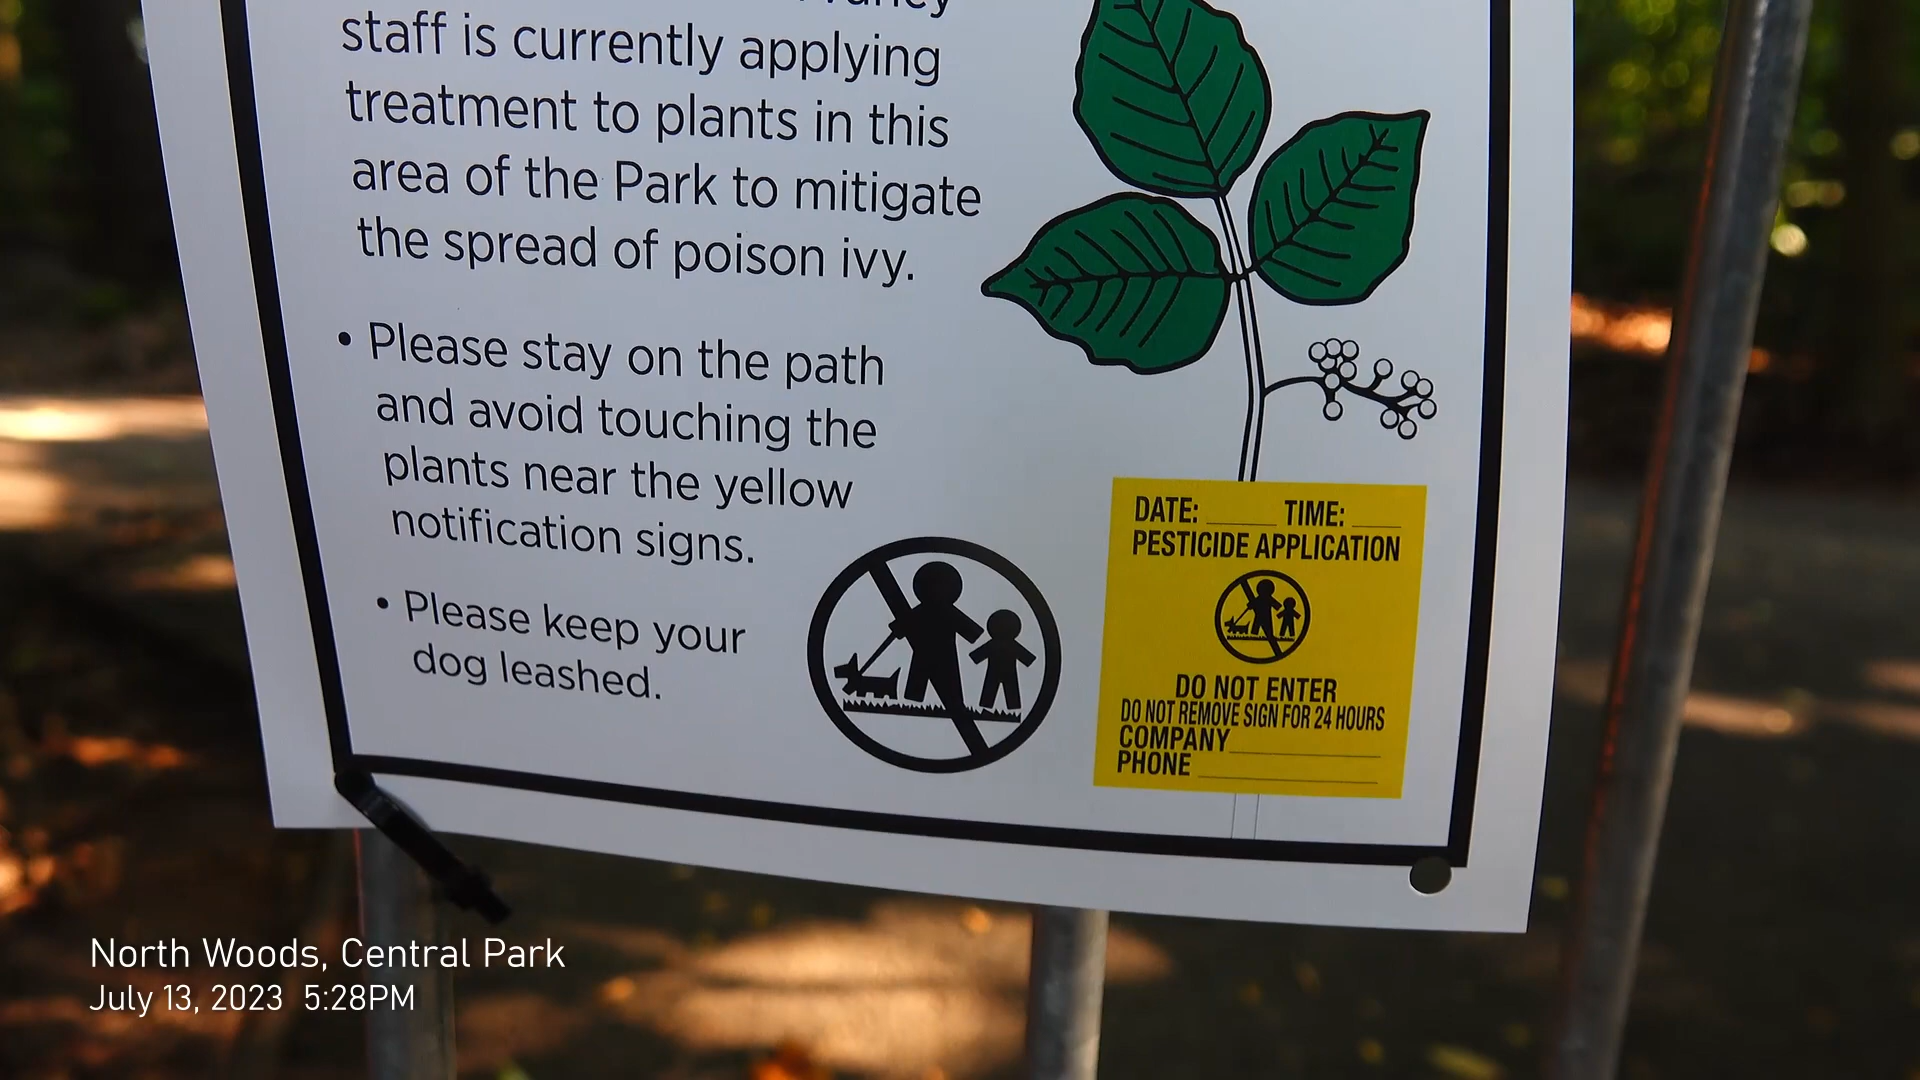 staff is currently applying
treatment to plants in this
area of the Park to mitigate
the spread of poison ivy.
• Please stay on the path
and avoid touching the
plants near the yellow
notification signs.
• Please keep your
dog leashed.
DATE: ____ TIME: ____
PESTICIDE APPLICATION
DO NOT ENTER
DO NOT REMOVE SIGN FOR 24 HOURS
COMPANY
PHONE
North Woods, Central Park
July 13, 2023 5:28PM